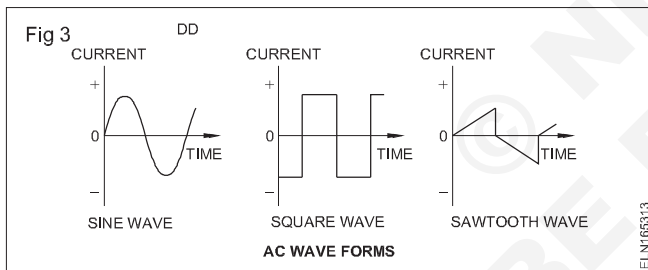 Fig 3
DD
CURRENT CURRENT CURRENT
+ + +
0 0 0
TIME TIME TIME
– – –
SINE WAVE SQUARE WAVE SAWTOOTH WAVE
AC WAVE FORMS
ELN165313
©